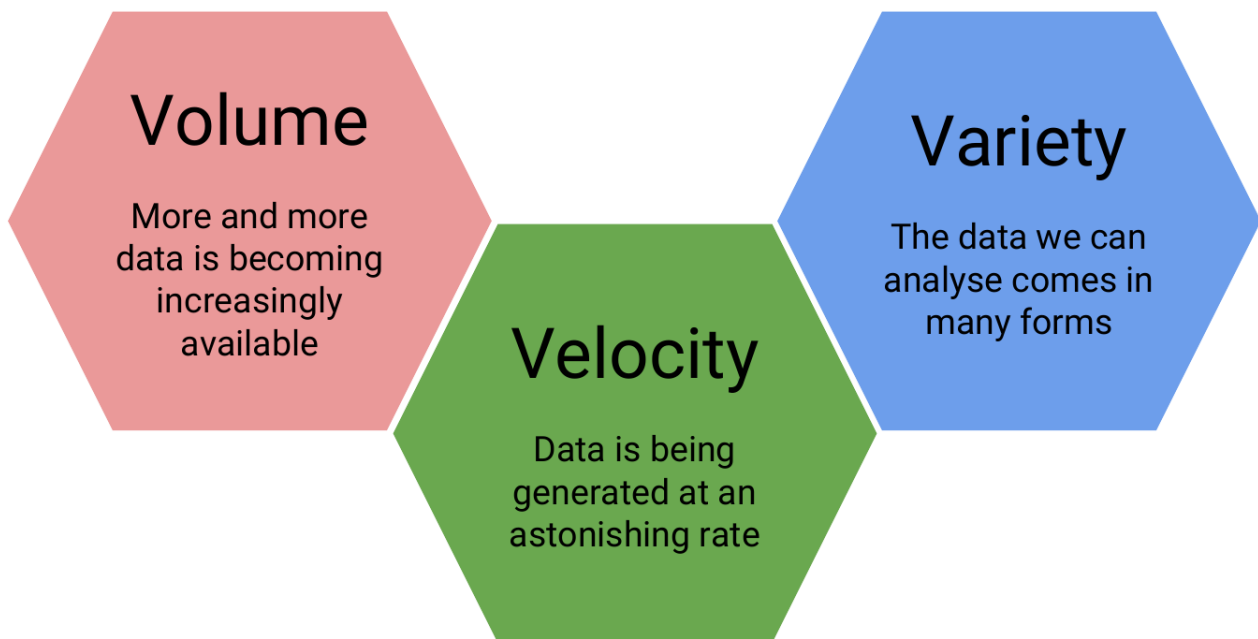 Volume
More and more
data is becoming
increasingly
available
Velocity
Data is being
generated at an
astonishing rate
Variety
The data we can
analyse comes in
many forms